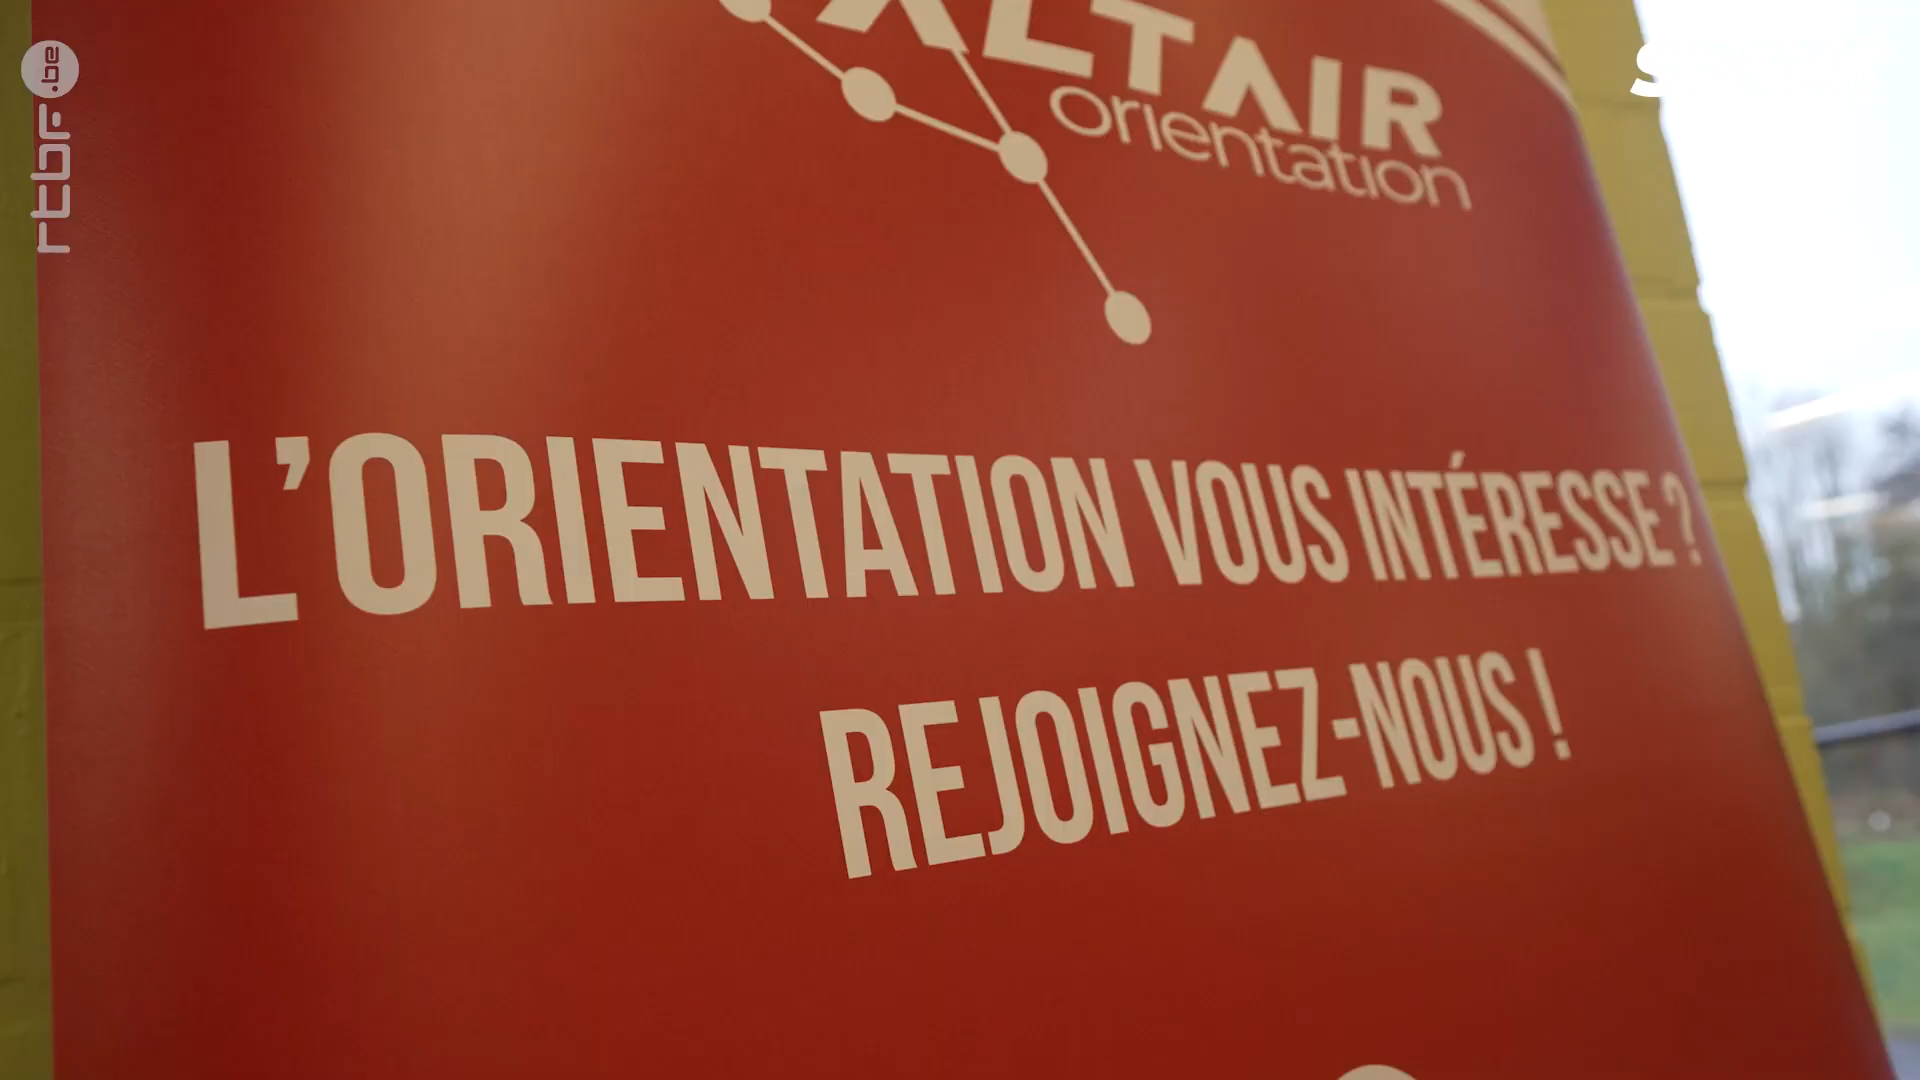 rtbf.be
ALTAIR
orientation
L'ORIENTATION VOUS INTÉRESSE ?
REJOIGNEZ-NOUS !